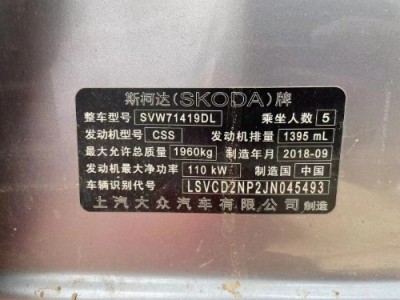 斯柯达(SKODA)牌
整车型号 SVW71419DL 乘坐人数 5
发动机型号 CSS 发动机排量 1395 mL
最大允许总质量 1960kg 制造年月 2018-09
发动机最大净功率 110 kW 制造国 中国
车辆识别代号 LSVCD2NP2JN045493
上汽大众汽车有限公司 制造